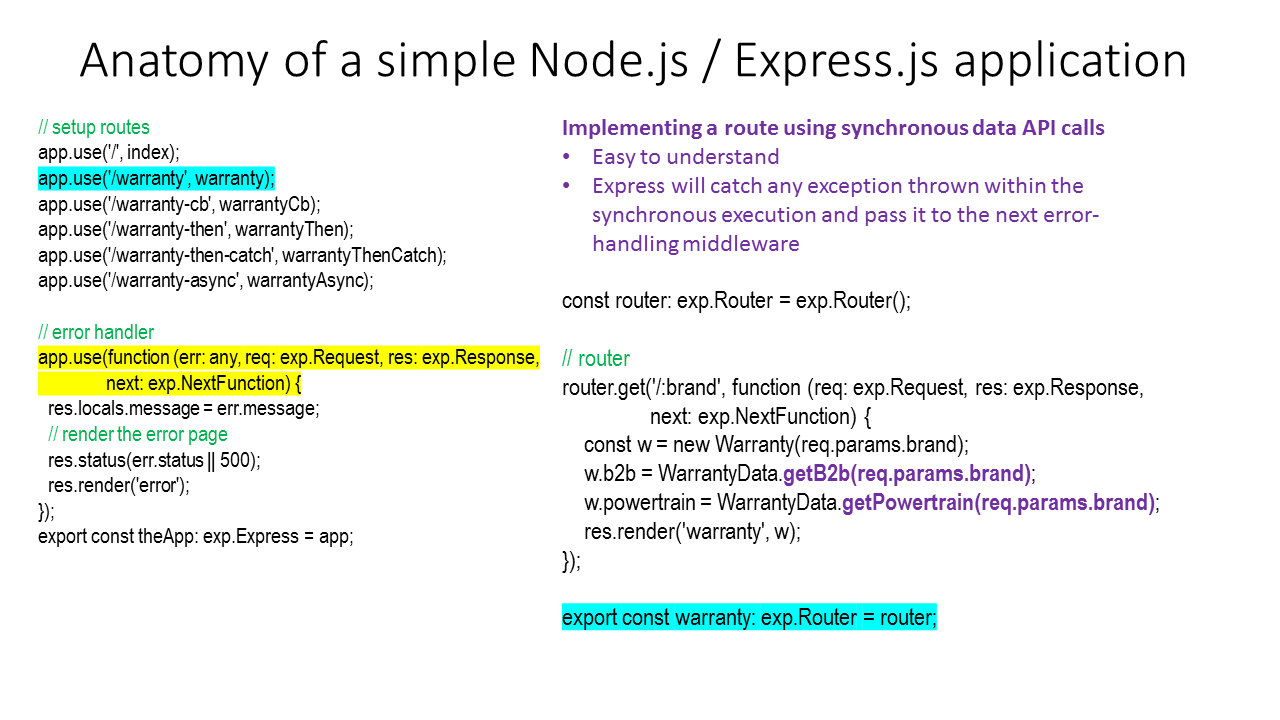 Anatomy of a simple Node.js / Express.js application
// setup routes
app.use('/', index);
app.use('/warranty', warranty);
app.use('/warranty-cb', warrantyCb);
app.use('/warranty-then', warrantyThen);
app.use('/warranty-then-catch', warrantyThenCatch);
app.use('/warranty-async', warrantyAsync);
// error handler
app.use(function (err: any, req: exp.Request, res: exp.Response,
next: exp.NextFunction) {
res.locals.message = err.message;
// render the error page
res.status(err.status || 500);
res.render('error');
});
export const theApp: exp.Express = app;
Implementing a route using synchronous data API calls
• Easy to understand
• Express will catch any exception thrown within the
synchronous execution and pass it to the next error-
handling middleware
const router: exp.Router = exp.Router();
// router
router.get('/:brand', function (req: exp.Request, res: exp.Response,
next: exp.NextFunction) {
const w = new Warranty(req.params.brand);
w.b2b = WarrantyData.getB2b(req.params.brand);
w.powertrain = WarrantyData.getPowertrain(req.params.brand);
res.render('warranty', w);
});
export const warranty: exp.Router = router;